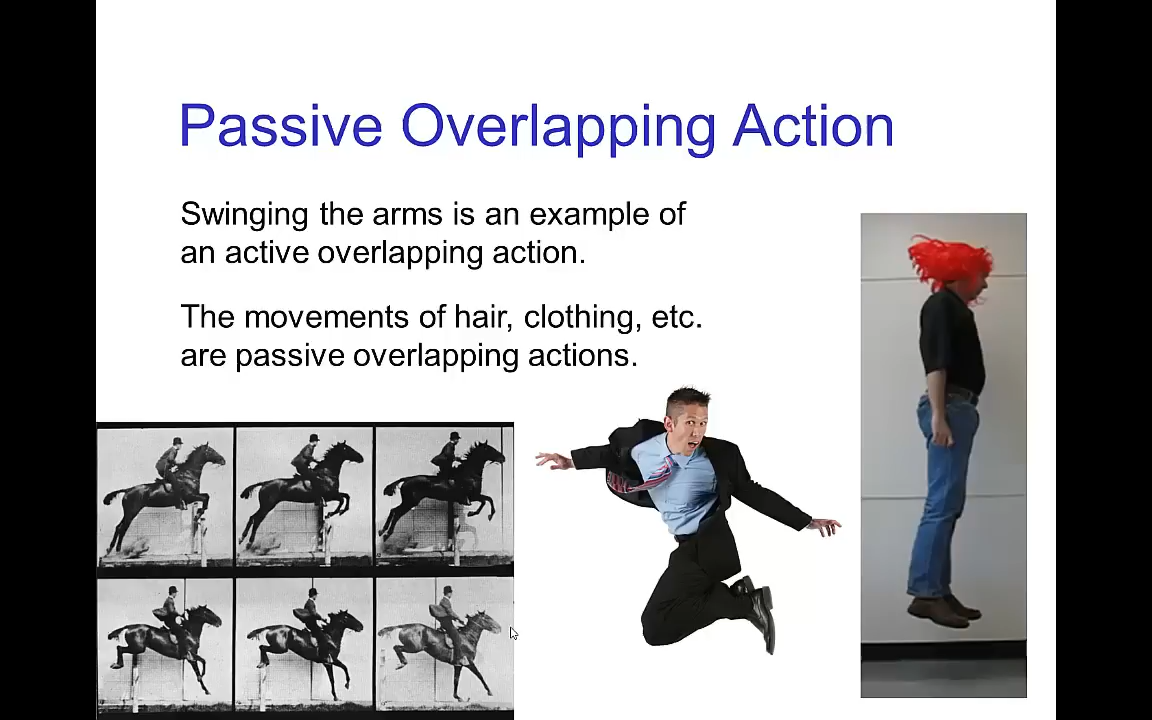 Passive Overlapping Action
Swinging the arms is an example of
an active overlapping action.
The movements of hair, clothing, etc.
are passive overlapping actions.